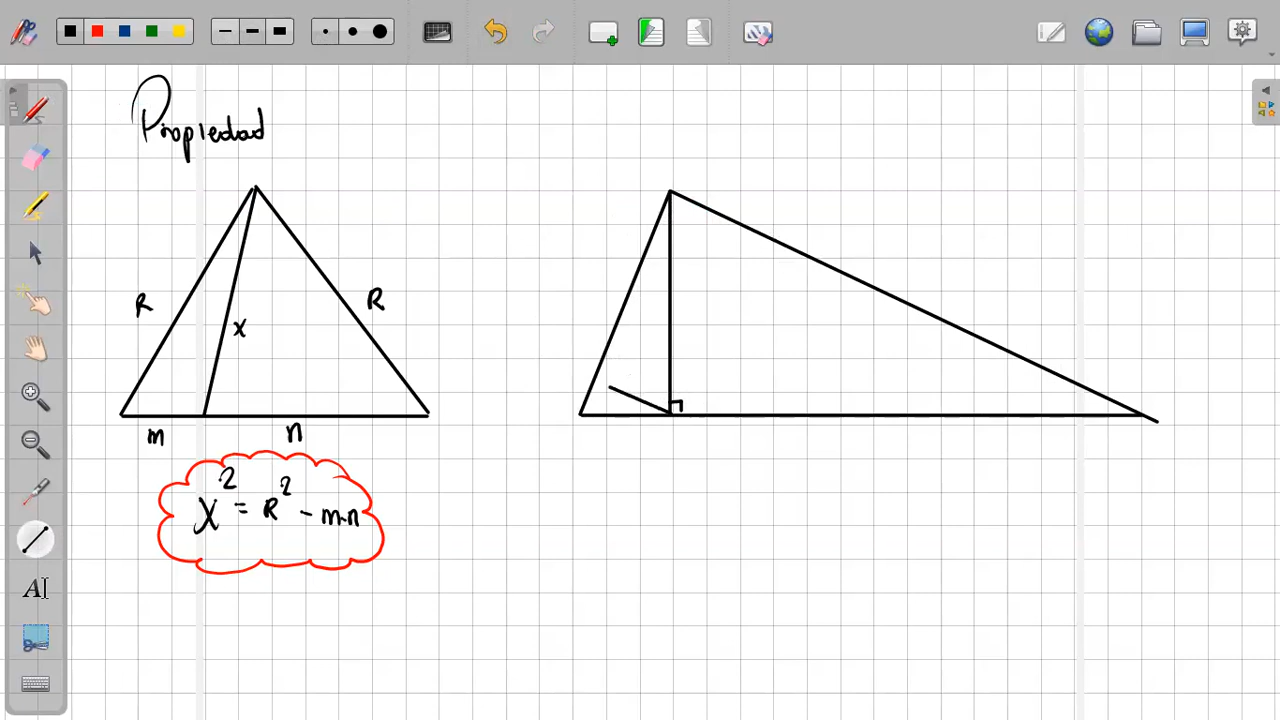 Propiedad
R
R
x
m
n
x² = R² - m·n